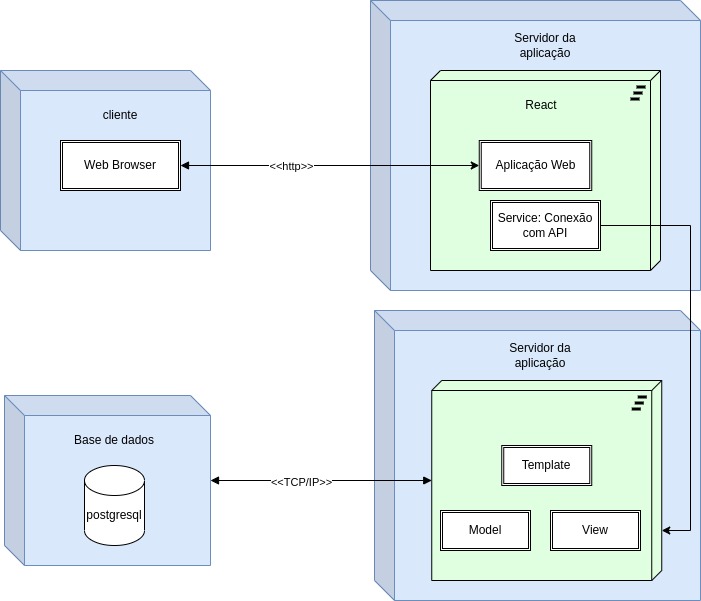 Servidor da
aplicação
cliente
React
Web Browser
<<http>>
Aplicação Web
Service: Conexão
com API
Servidor da
aplicação
Base de dados
postgresql
<<TCP/IP>>
Template
Model
View